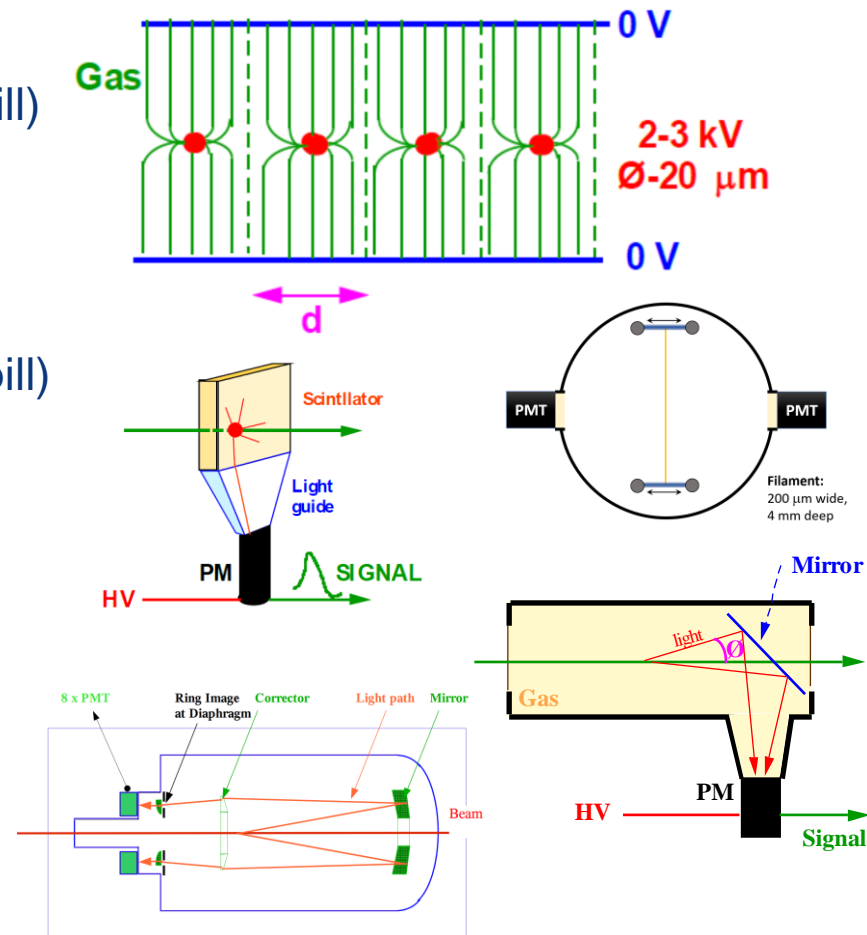 0 V
Gas
ill)
2-3 kV
Ø-20 μm
0 V
d
ill)
Scintllator
PMT
PMT
Light
guide
Filament:
200 μm wide,
4 mm deep
PM
SIGNAL
HV
Mirror
light
Ø
Gas
8 x PMT
Ring Image
at Diaphragm
Corrector
Light path
Mirror
Beam
PM
HV
Signal